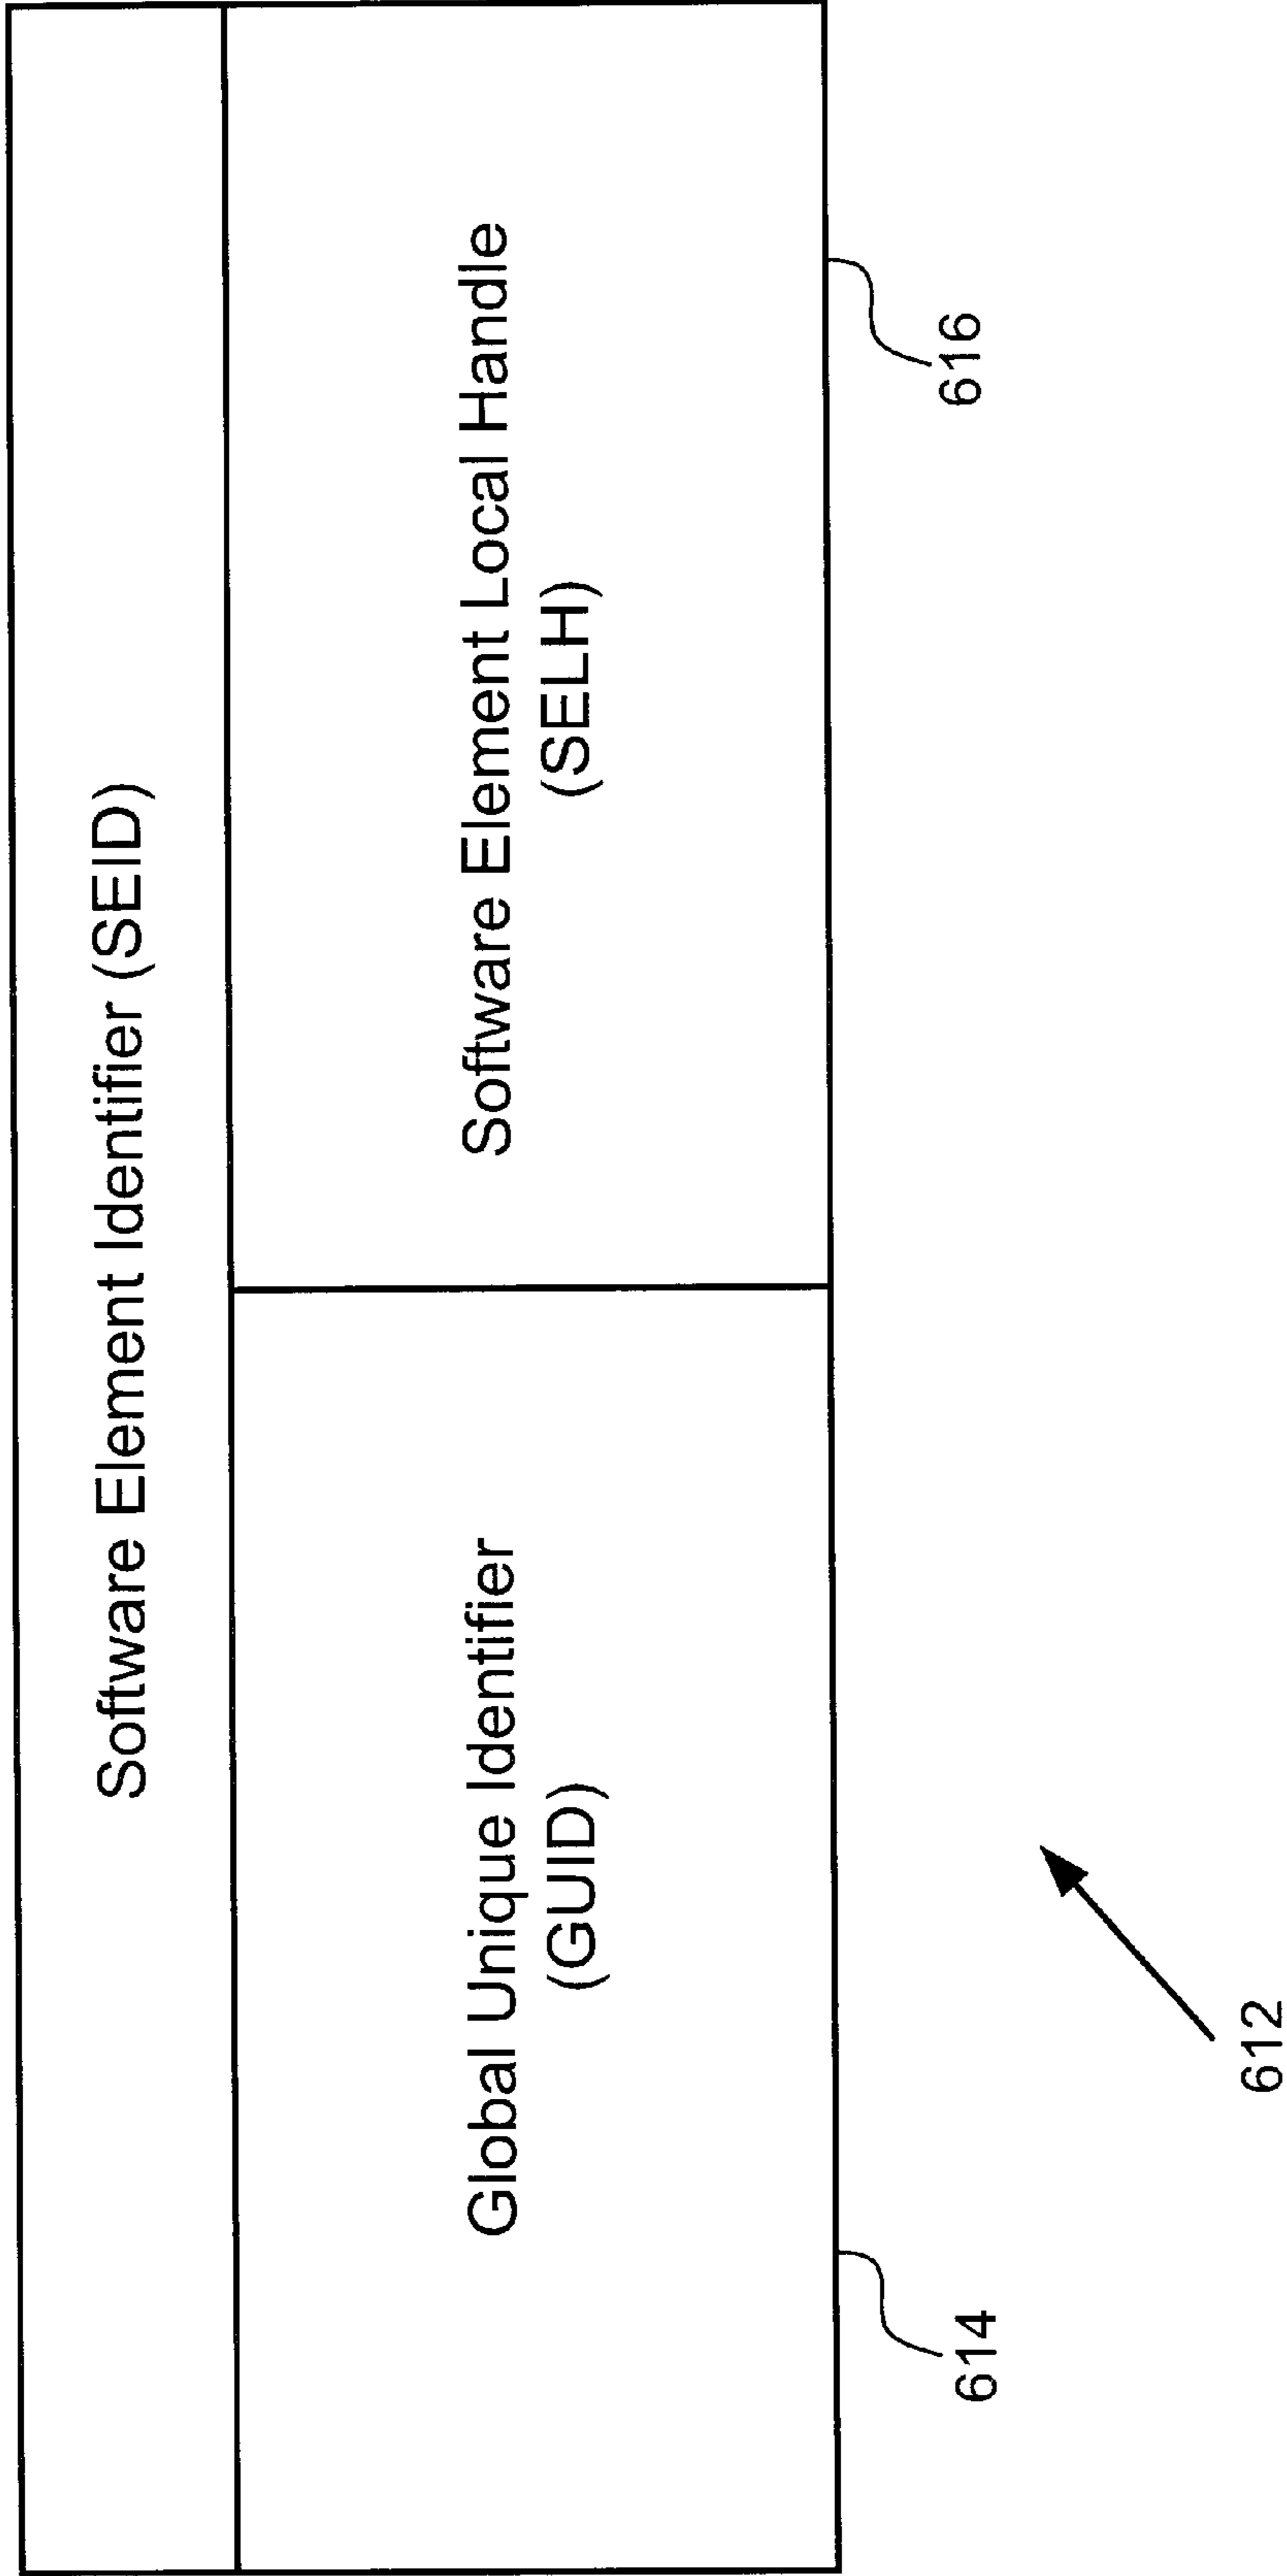 Software Element Identifier (SEID)
Global Unique Identifier
(GUID)
Software Element Local Handle
(SELH)
614
616
612